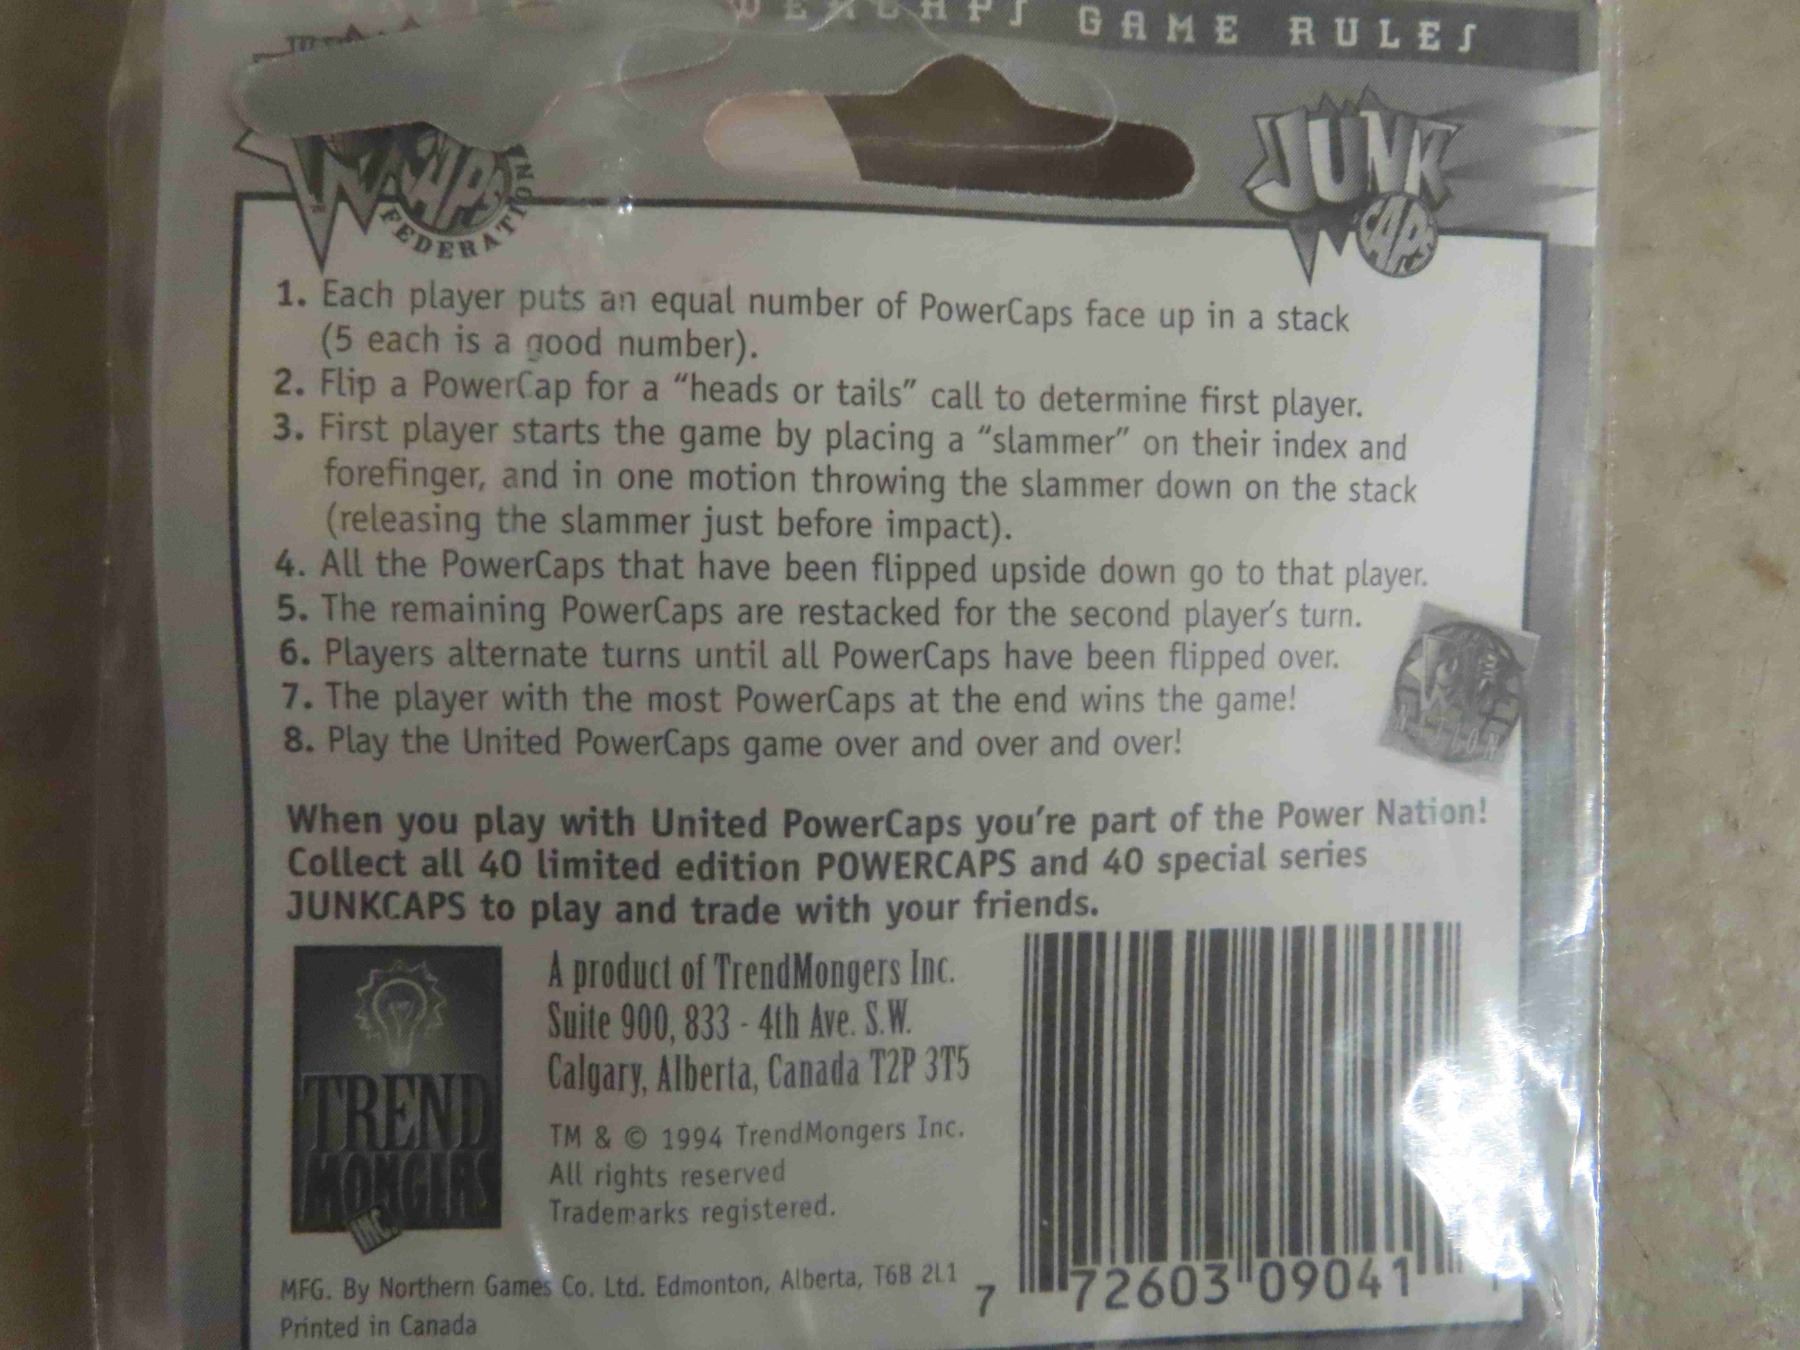 GAME RULES
JUNK
CAPS
CAPS
FEDERATION
1. Each player puts an equal number of PowerCaps face up in a stack
(5 each is a good number).
2. Flip a PowerCap for a “heads or tails” call to determine first player.
3. First player starts the game by placing a “slammer” on their index and
forefinger, and in one motion throwing the slammer down on the stack
(releasing the slammer just before impact).
4. All the PowerCaps that have been flipped upside down go to that player.
5. The remaining PowerCaps are restacked for the second player's turn.
6. Players alternate turns until all PowerCaps have been flipped over.
7. The player with the most PowerCaps at the end wins the game!
8. Play the United PowerCaps game over and over and over!
NATION
When you play with United PowerCaps you're part of the Power Nation!
Collect all 40 limited edition POWERCAPS and 40 special series
JUNKCAPS to play and trade with your friends.
TREND
MONGERS
INC.
A product of TrendMongers Inc.
Suite 900, 833 - 4th Ave. S.W.
Calgary, Alberta, Canada T2P 3T5
TM & © 1994 TrendMongers Inc.
All rights reserved
Trademarks registered.
MFG. By Northern Games Co. Ltd. Edmonton, Alberta, T6B 2L1
Printed in Canada
7 72603 09041 1